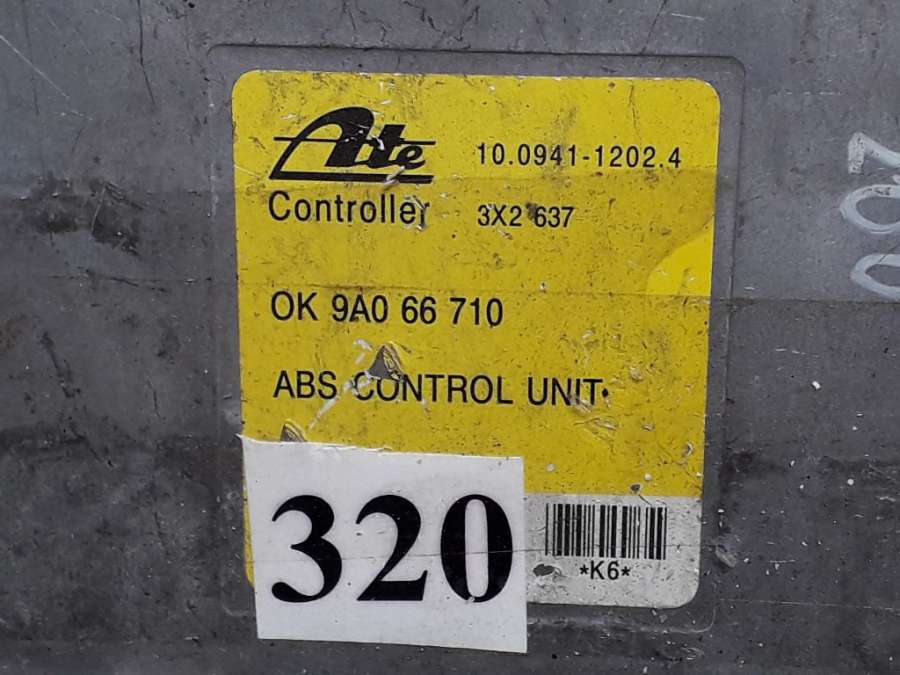 Ate 10.0941-1202.4
Controller 3X2 637
OK 9A0 66 710
ABS CONTROL UNIT
320
*K6*